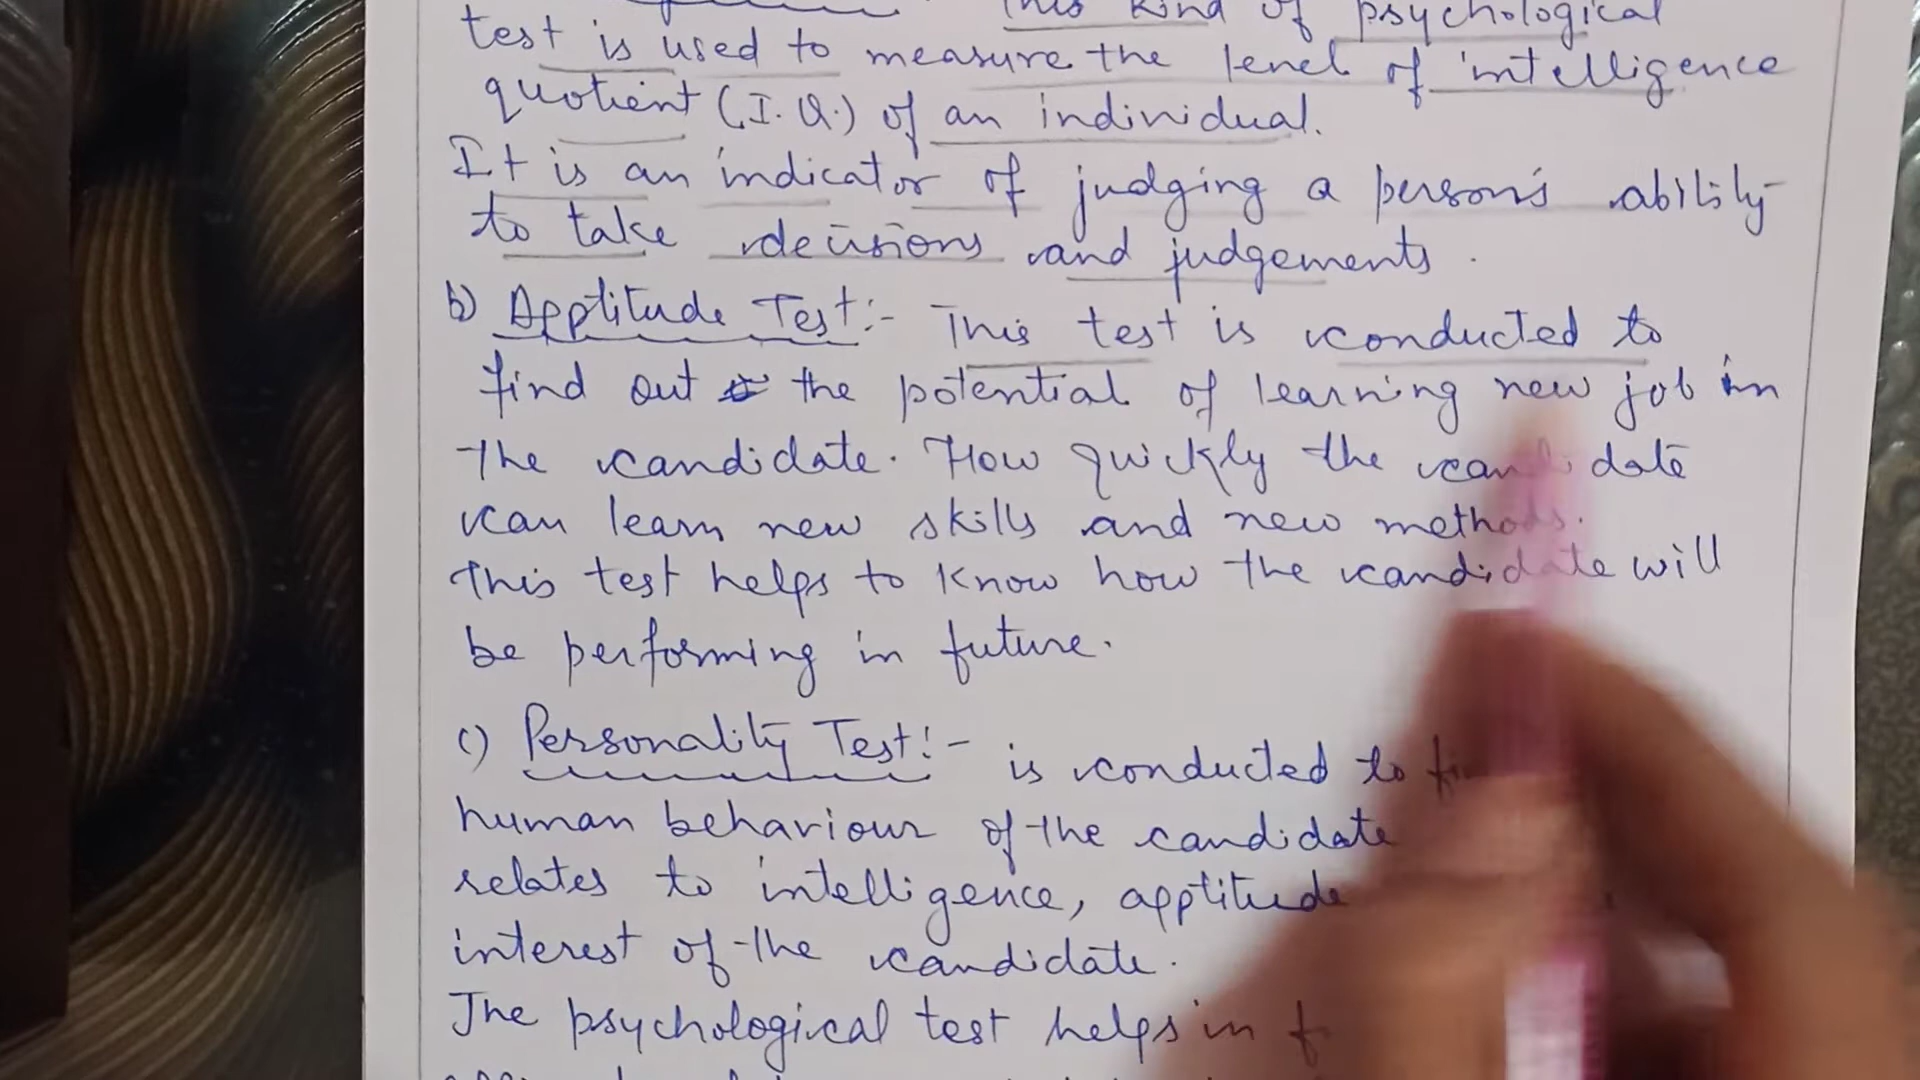 This kind of psychological
test is used to measure the level of intelligence
quotient (I.Q.) of an individual.
It is an indicator of judging a person's ability
to take decisions and judgements.
b) Apptitude Test:- This test is conducted to
find out the potential of learning new job in
the candidate. How quickly the candidate
can learn new skills and new methods.
This test helps to know how the candidate will
be performing in future.
c) Personality Test:- is conducted to
human behaviour of the candidate
relates to intelligence, apptitude
interest of the candidate.
The psychological test helps in